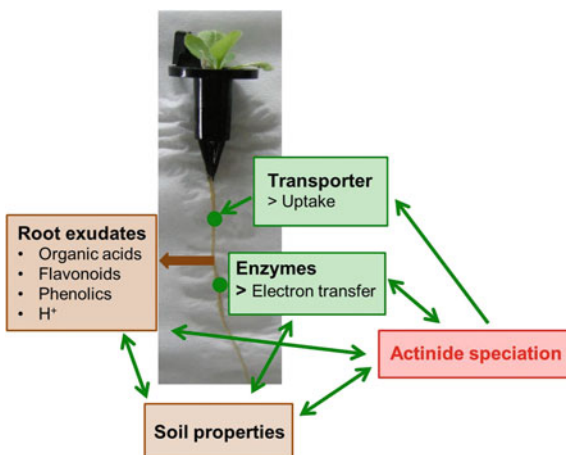 Transporter
> Uptake
Root exudates
• Organic acids
• Flavonoids
• Phenolics
• H⁺
Enzymes
> Electron transfer
Actinide speciation
Soil properties